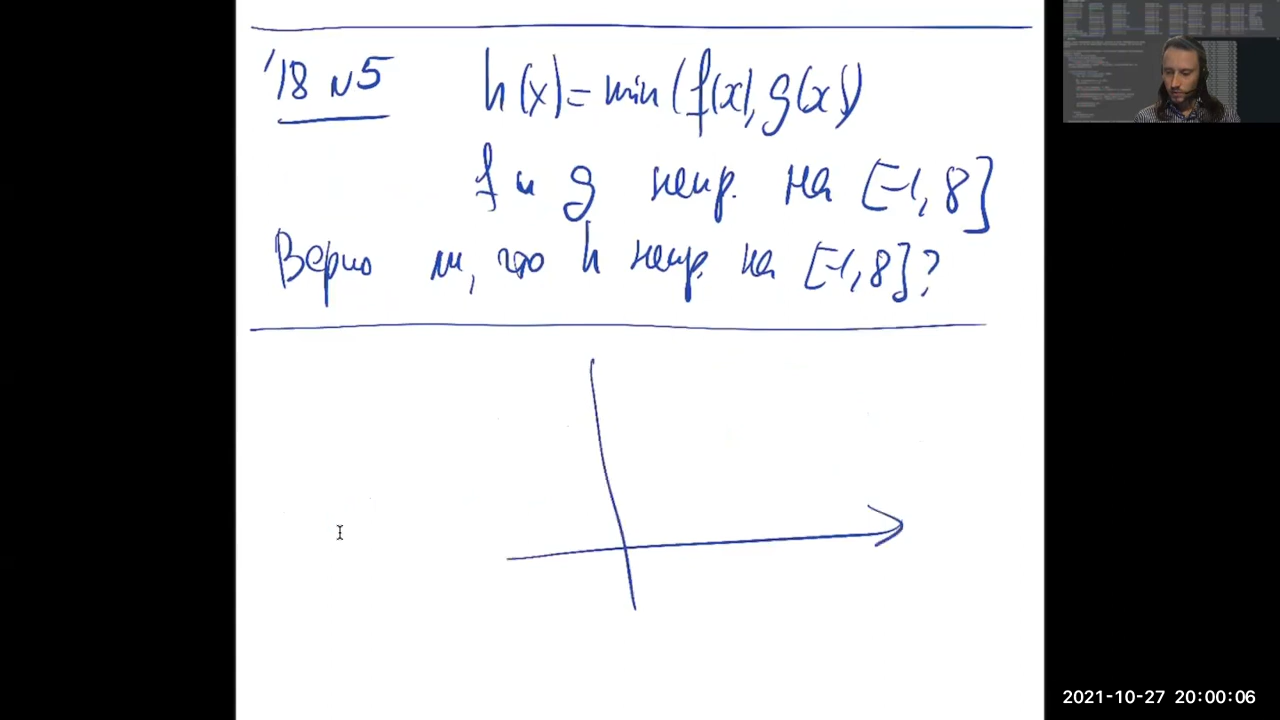 '18 N5 h(x)=min(f(x), g(x))
f и g непр. на [-1,8]
Верно ли, что h непр. на [-1,8]?
2021-10-27 20:00:06